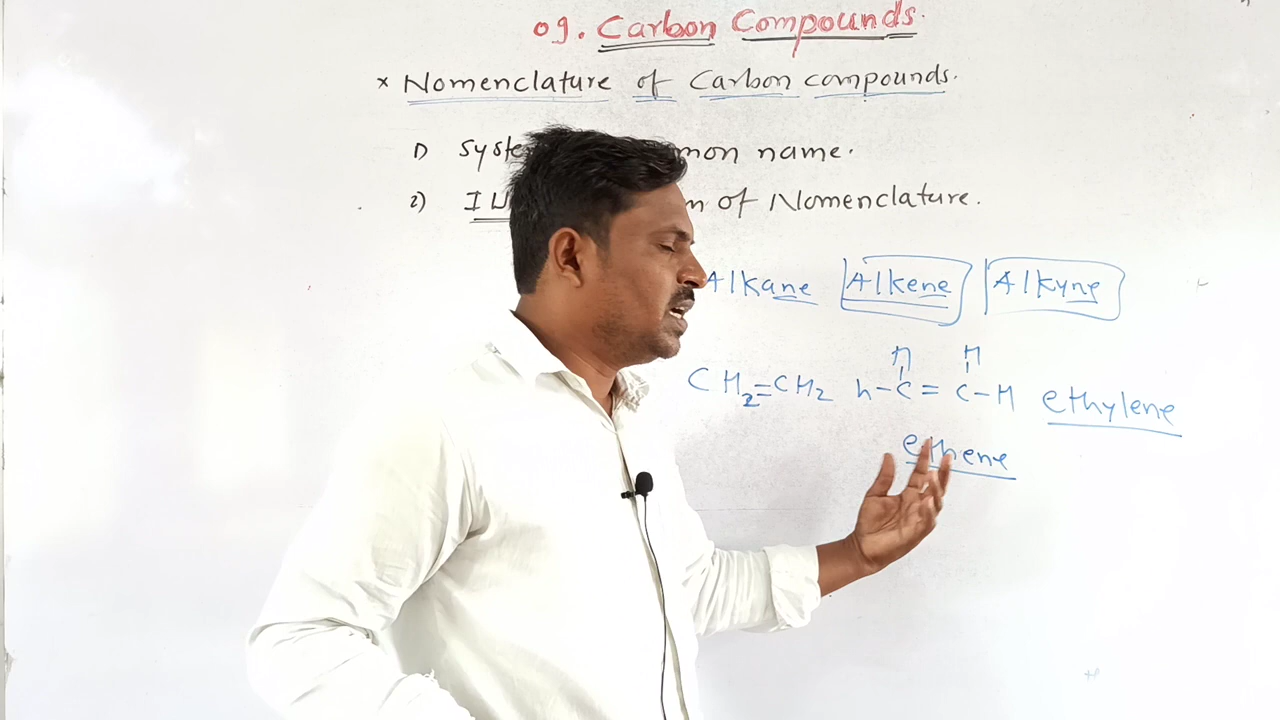 09. Carbon Compounds.
× Nomenclature of Carbon compounds.
1) mon name.
2) of Nomenclature.
Alkane Alkene Alkyne
H H
CH₂=CH₂ h-C = C-H ethylene
ethene